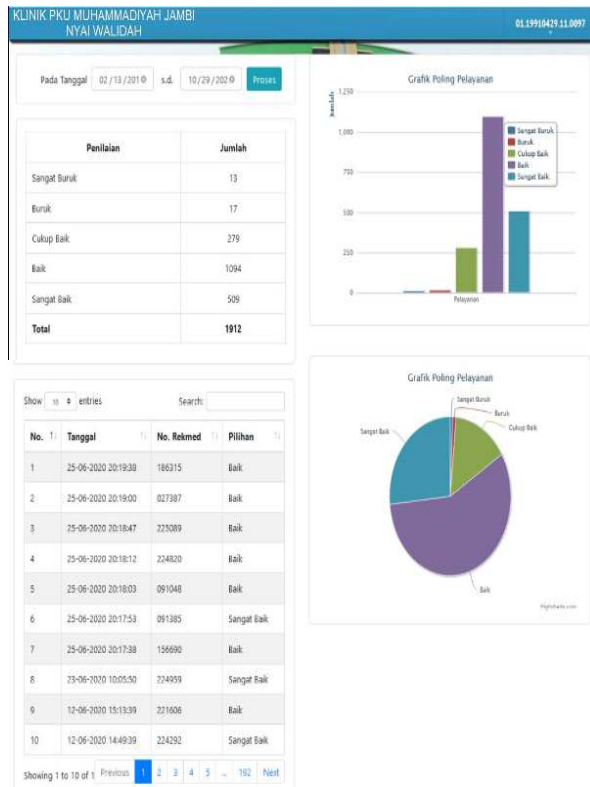 KLINIK PKU MUHAMMADIYAH JAMBI
NYAI WALIDAH
01.19910429.11.0097
Pada Tanggal 02/13/201 s.d. 10/29/202 Proses
Penilaian Jumlah
Sangat Buruk 13
Buruk 17
Cukup Baik 279
Baik 1094
Sangat Baik 509
Total 1912
Grafik Poling Pelayanan
Jumlah
1,250
1,000
750
500
250
0
Pelayanan
Sangat Buruk
Buruk
Cukup Baik
Baik
Sangat Baik
Show 10 entries Search:
No. Tanggal No. Rekmed Pilihan
1 25-06-2020 20:19:38 186315 Baik
2 25-06-2020 20:19:00 027387 Baik
3 25-06-2020 20:18:47 225089 Baik
4 25-06-2020 20:18:12 224820 Baik
5 25-06-2020 20:18:03 091048 Baik
6 25-06-2020 20:17:53 091385 Sangat Baik
7 25-06-2020 20:17:38 156690 Baik
8 23-06-2020 10:05:50 224959 Sangat Baik
9 12-06-2020 15:13:39 221606 Baik
10 12-06-2020 14:49:39 224292 Sangat Baik
Showing 1 to 10 of 1 Previous 1 2 3 4 5 ... 192 Next
Grafik Poling Pelayanan
Sangat Buruk
Buruk
Cukup Baik
Sangat Baik
Baik
Highcharts.com